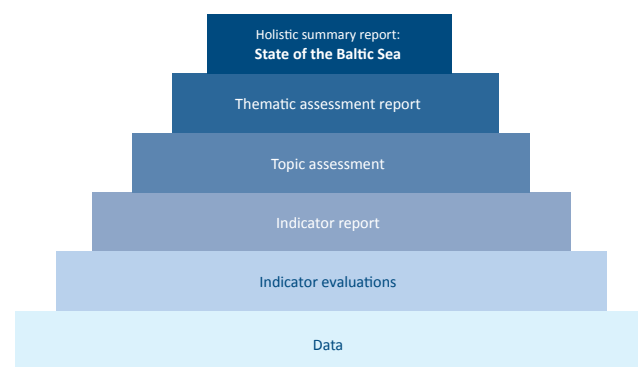 Holistic summary report:
State of the Baltic Sea
Thematic assessment report
Topic assessment
Indicator report
Indicator evaluations
Data